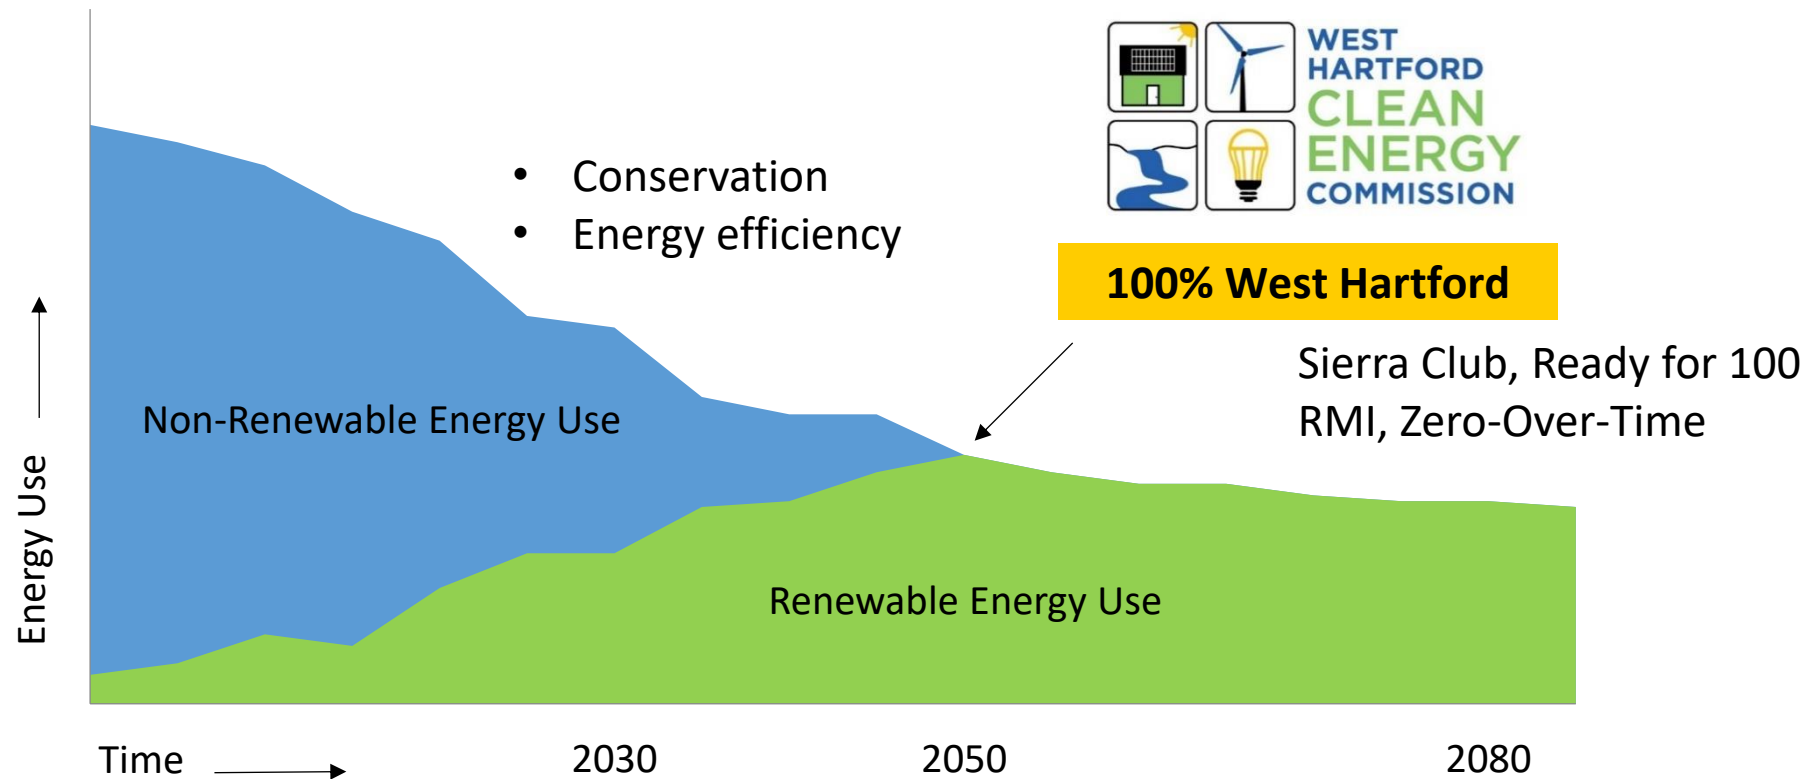 WEST
HARTFORD
CLEAN
ENERGY
COMMISSION
• Conservation
• Energy efficiency
100% West Hartford
Sierra Club, Ready for 100
RMI, Zero-Over-Time
Non-Renewable Energy Use
Energy Use
Renewable Energy Use
Time
2030
2050
2080